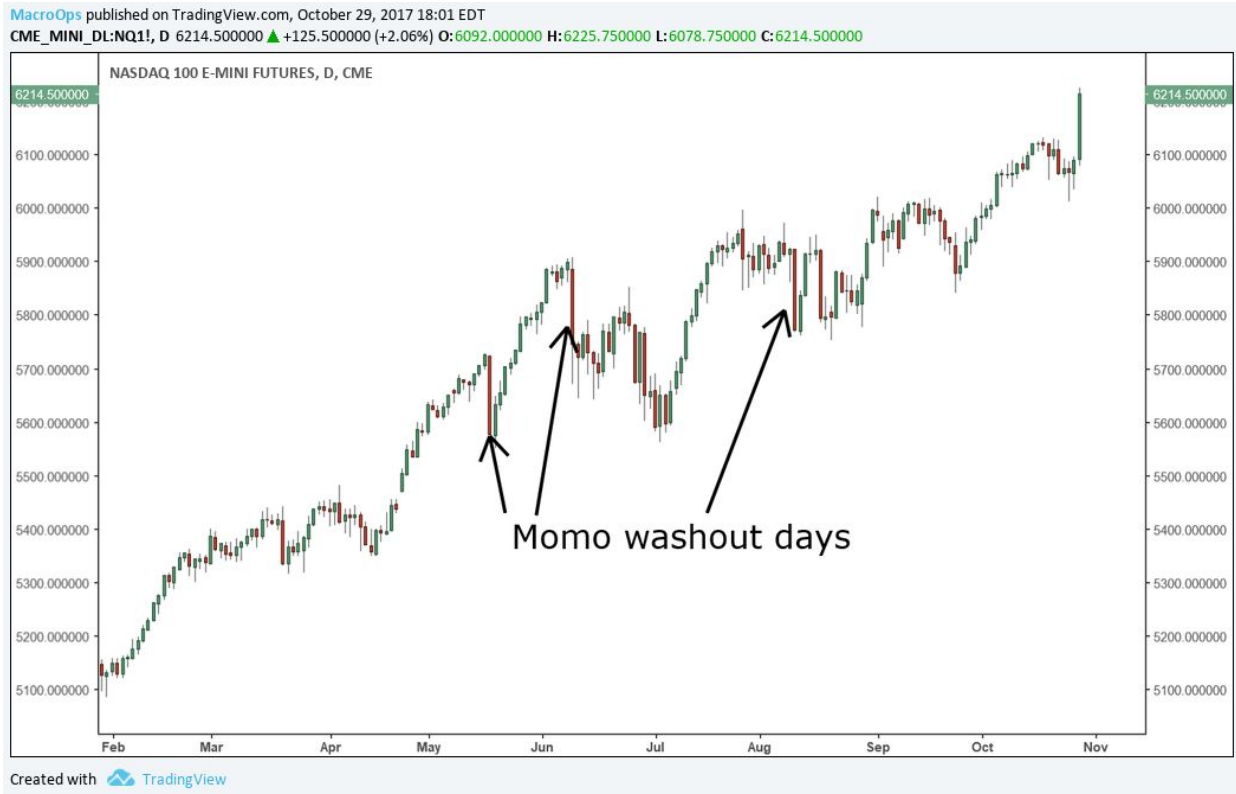 MacroOps published on TradingView.com, October 29, 2017 18:01 EDT
CME_MINI_DL:NQ1!, D 6214.500000 ▲ +125.500000 (+2.06%) O:6092.000000 H:6225.750000 L:6078.750000 C:6214.500000
NASDAQ 100 E-MINI FUTURES, D, CME
6214.500000 6214.500000
6100.000000 6100.000000
6000.000000 6000.000000
5900.000000 5900.000000
5800.000000 5800.000000
5700.000000 5700.000000
5600.000000 5600.000000
5500.000000 5500.000000
Momo washout days
5400.000000 5400.000000
5300.000000 5300.000000
5200.000000 5200.000000
5100.000000 5100.000000
Feb Mar Apr May Jun Jul Aug Sep Oct Nov
Created with TradingView